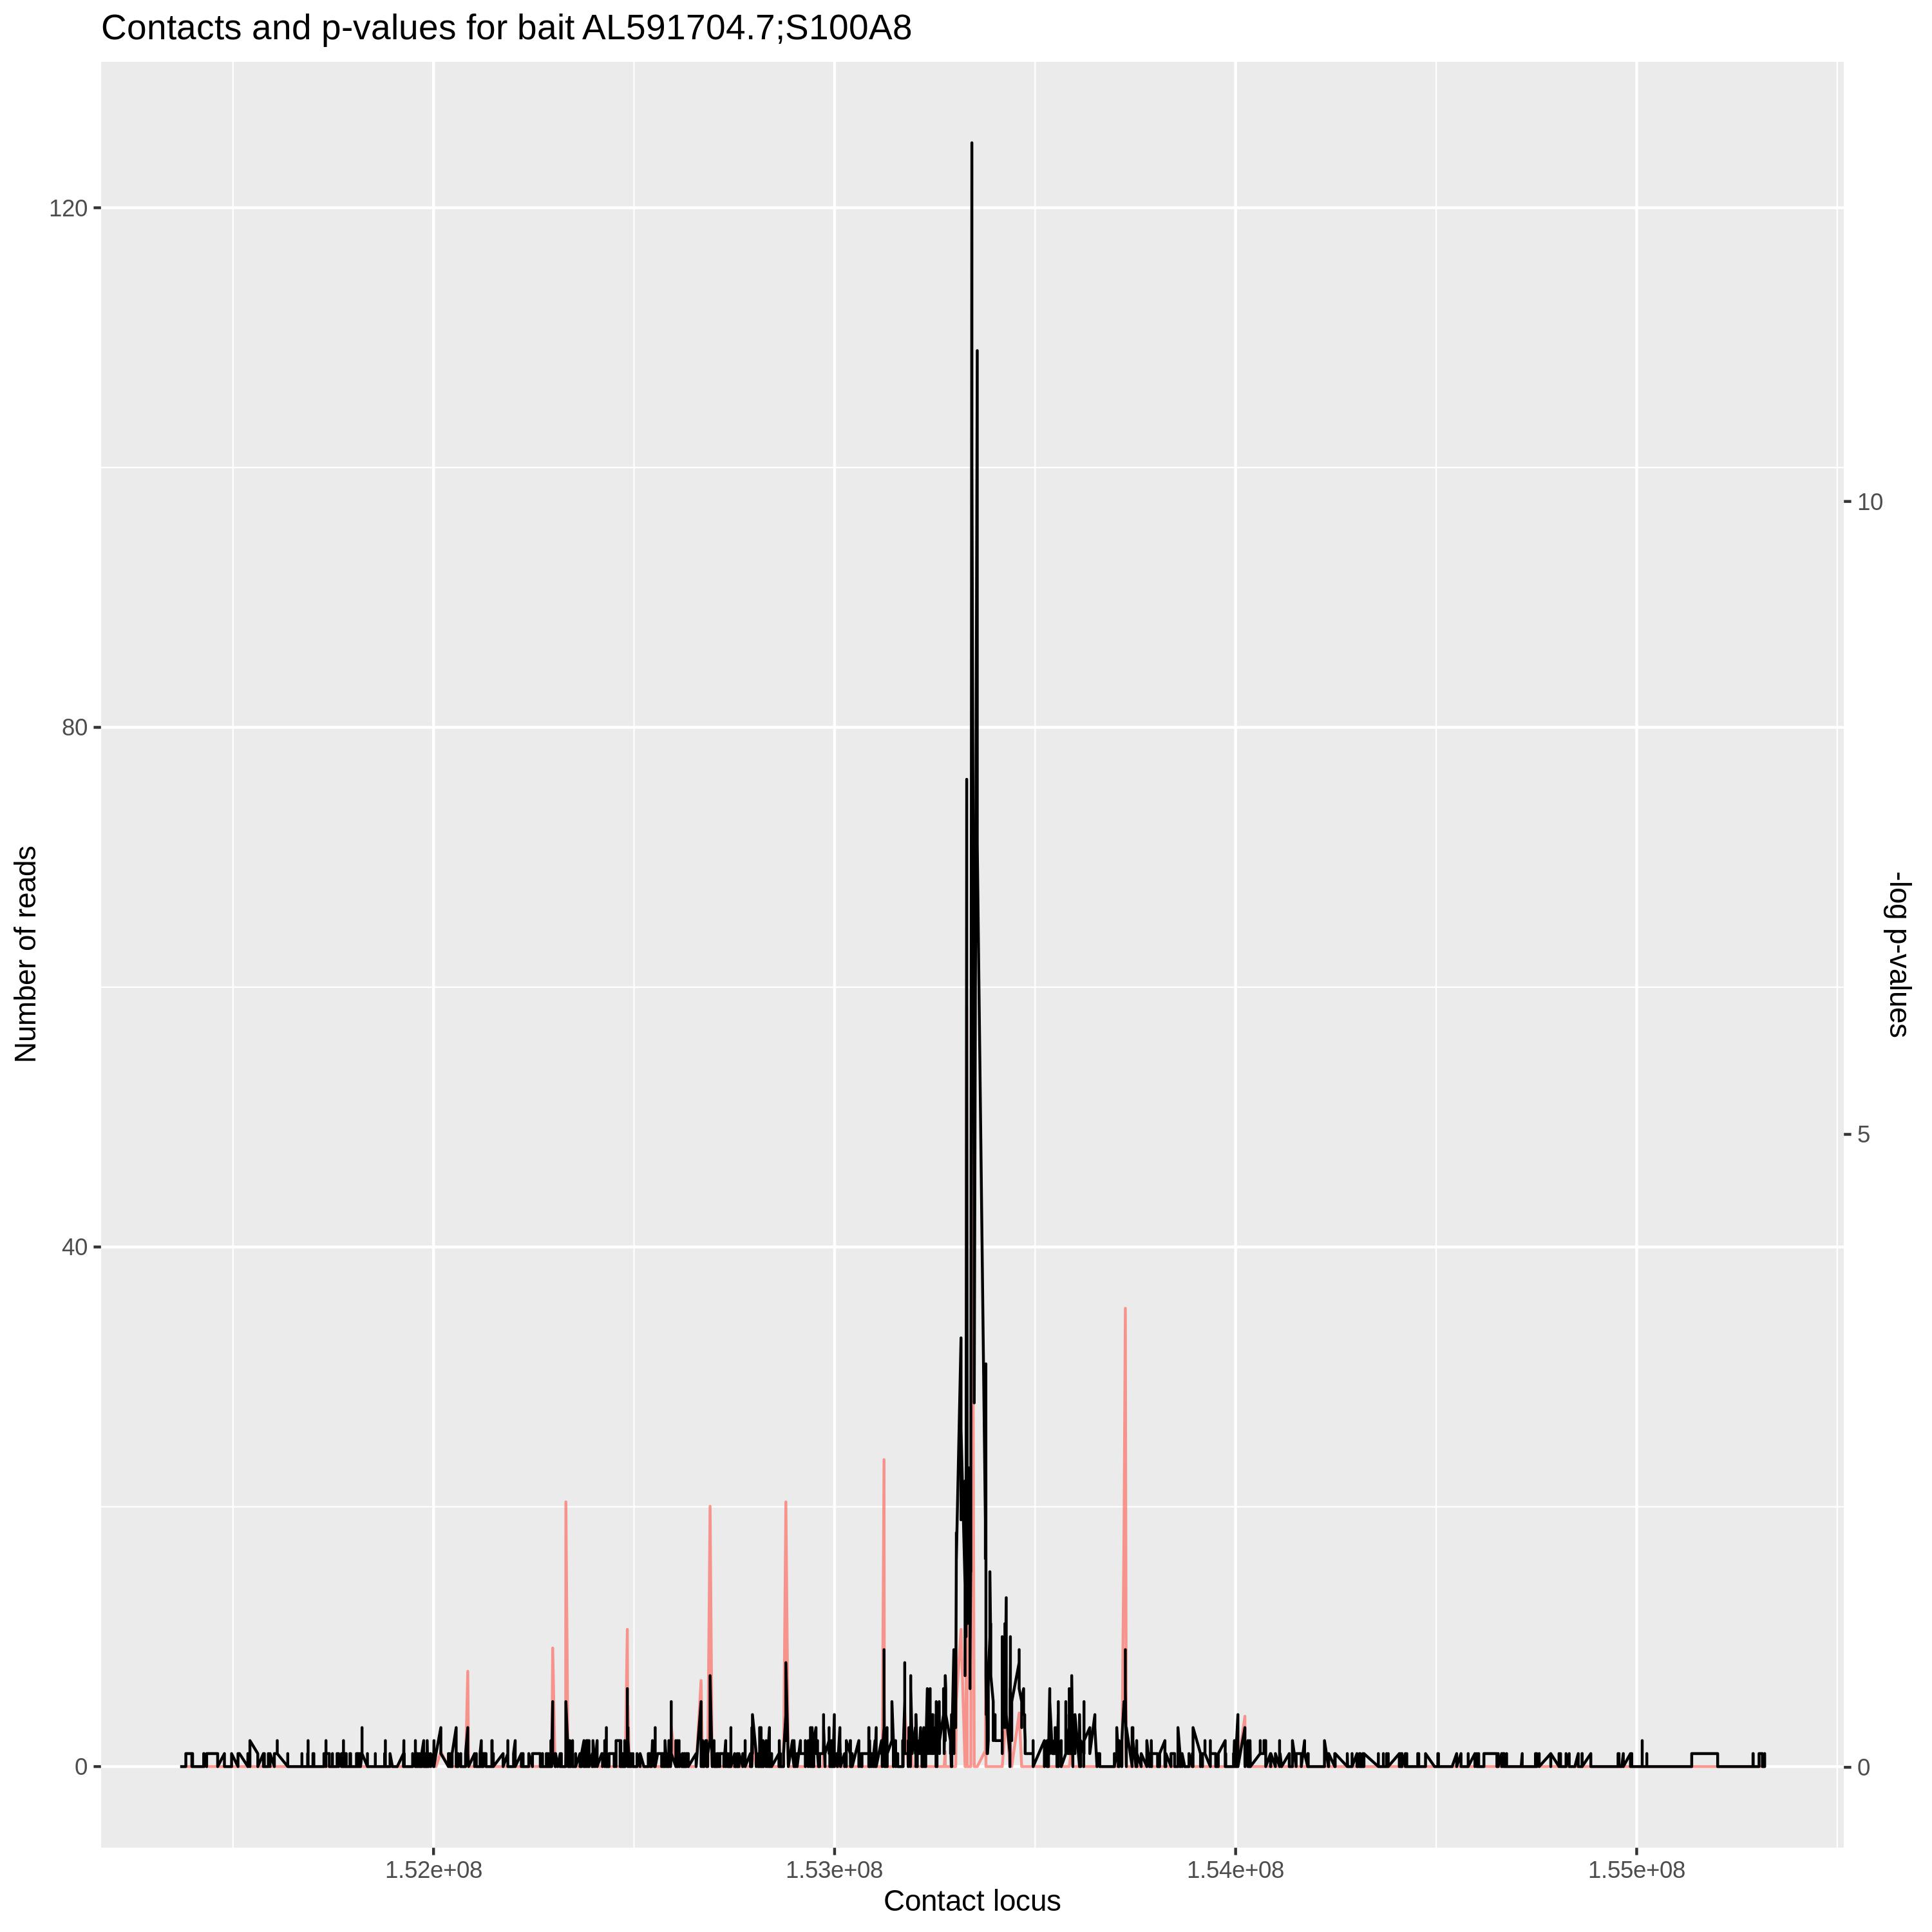 Contacts and p-values for bait AL591704.7;S100A8
120
80
40
0
Number of reads
10
5
0
-log p-values
1.52e+08
1.53e+08
1.54e+08
1.55e+08
Contact locus